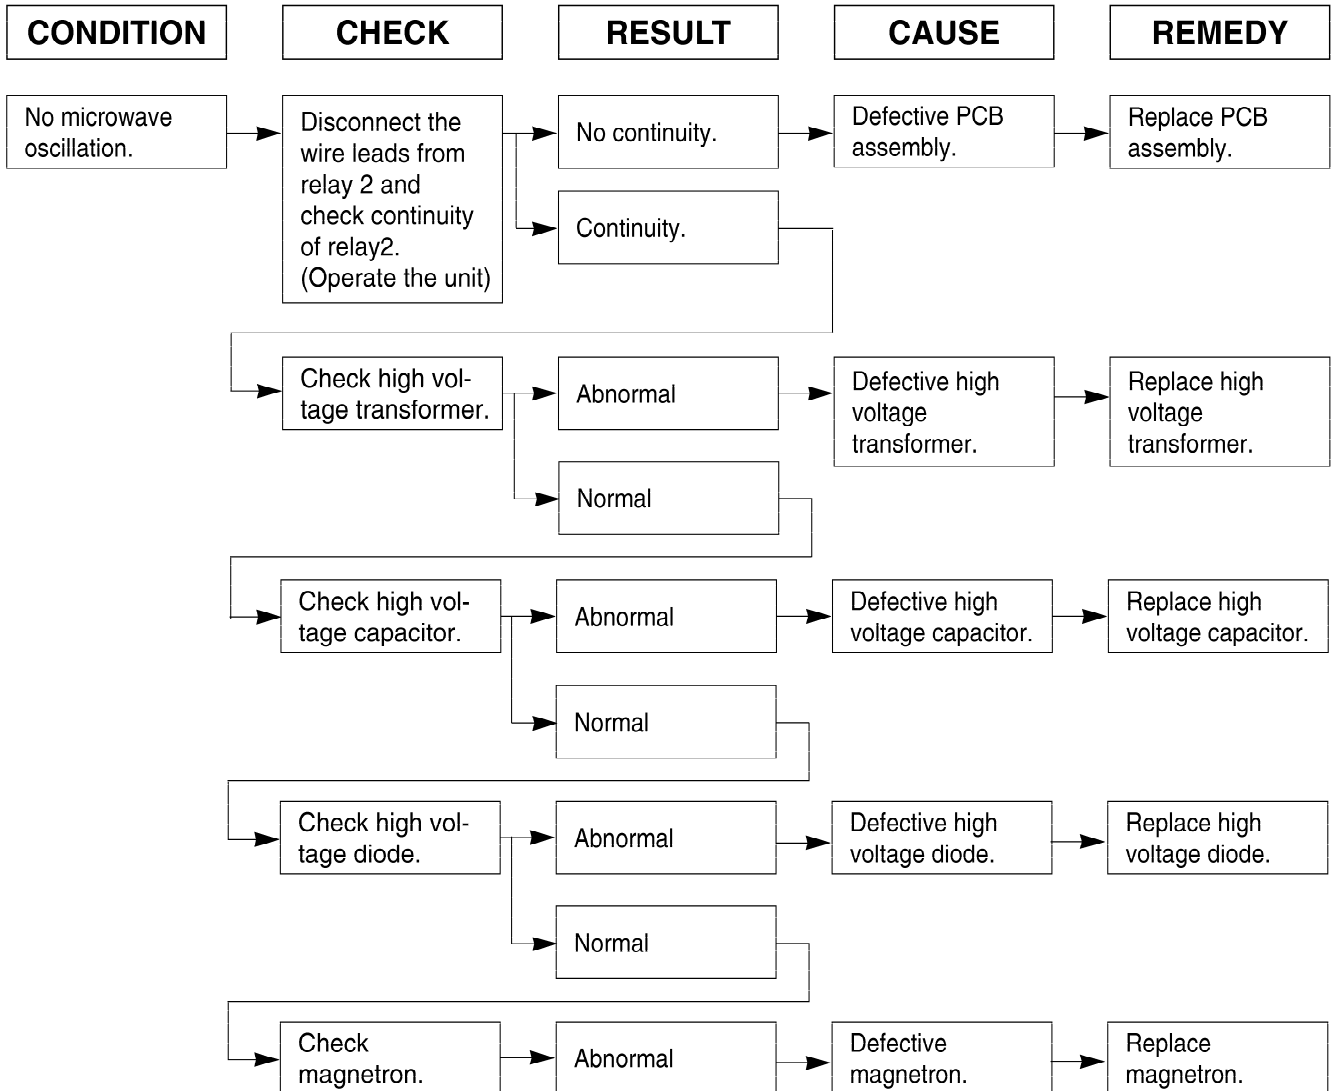 CONDITION
CHECK
RESULT
CAUSE
REMEDY
No microwave
oscillation.
Disconnect the
wire leads from
relay 2 and
check continuity
of relay2.
(Operate the unit)
No continuity.
Defective PCB
assembly.
Replace PCB
assembly.
Continuity.
Check high vol-
tage transformer.
Abnormal
Defective high
voltage
transformer.
Replace high
voltage
transformer.
Normal
Check high vol-
tage capacitor.
Abnormal
Defective high
voltage capacitor.
Replace high
voltage capacitor.
Normal
Check high vol-
tage diode.
Abnormal
Defective high
voltage diode.
Replace high
voltage diode.
Normal
Check
magnetron.
Abnormal
Defective
magnetron.
Replace
magnetron.